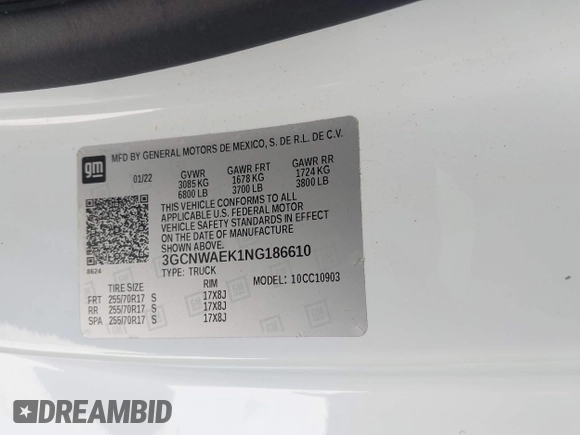 gm
MFD BY GENERAL MOTORS DE MEXICO, S. DE R.L. DE C.V.
01/22 GVWR GAWR FRT GAWR RR
3085 KG 1678 KG 1724 KG
6800 LB 3700 LB 3800 LB
THIS VEHICLE CONFORMS TO ALL
APPLICABLE U.S. FEDERAL MOTOR
VEHICLE SAFETY STANDARDS IN EFFECT
ON THE DATE OF MANUFACTURE
SHOWN ABOVE.
8624
3GCNWAEK1NG186610
TYPE: TRUCK MODEL: 10CC10903
TIRE SIZE RIM
FRT 255/70R17 S 17X8J
RR 255/70R17 S 17X8J
SPA 255/70R17 S 17X8J
DREAMBID